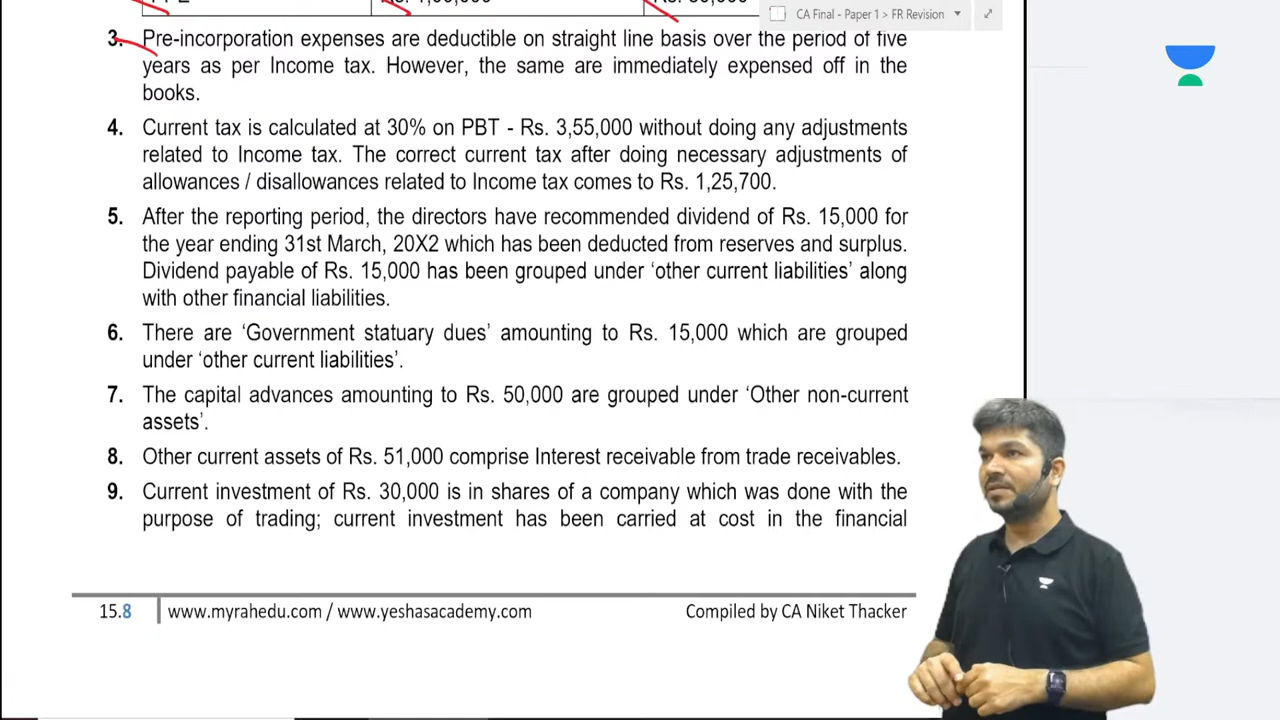 CA Final - Paper 1 > FR Revision
3. Pre-incorporation expenses are deductible on straight line basis over the period of five
years as per Income tax. However, the same are immediately expensed off in the
books.
4. Current tax is calculated at 30% on PBT - Rs. 3,55,000 without doing any adjustments
related to Income tax. The correct current tax after doing necessary adjustments of
allowances / disallowances related to Income tax comes to Rs. 1,25,700.
5. After the reporting period, the directors have recommended dividend of Rs. 15,000 for
the year ending 31st March, 20X2 which has been deducted from reserves and surplus.
Dividend payable of Rs. 15,000 has been grouped under ‘other current liabilities’ along
with other financial liabilities.
6. There are ‘Government statuary dues’ amounting to Rs. 15,000 which are grouped
under ‘other current liabilities’.
7. The capital advances amounting to Rs. 50,000 are grouped under ‘Other non-current
assets’.
8. Other current assets of Rs. 51,000 comprise Interest receivable from trade receivables.
9. Current investment of Rs. 30,000 is in shares of a company which was done with the
purpose of trading; current investment has been carried at cost in the financial
15.8 www.myrahedu.com / www.yeshasacademy.com Compiled by CA Niket Thacker